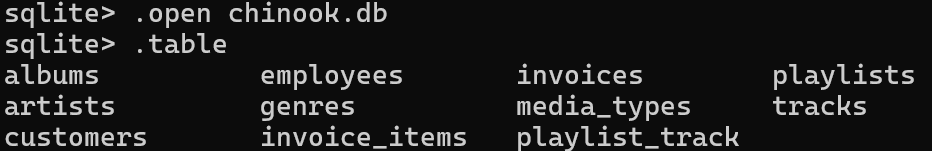 sqlite> .open chinook.db
sqlite> .table
albums employees invoices playlists
artists genres media_types tracks
customers invoice_items playlist_track